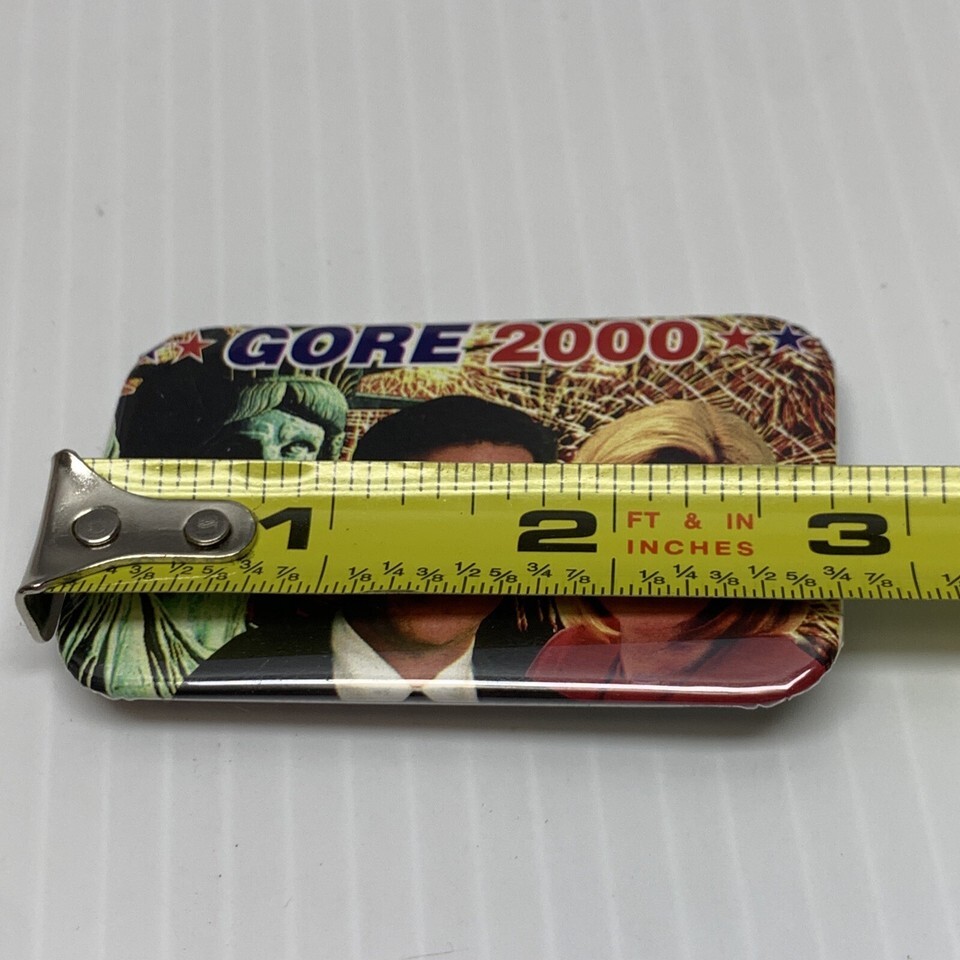 GORE 2000
1 2 FT & IN 3
INCHES
3/8 1/2 5/8 3/4 7/8 1/8 1/4 3/8 1/2 5/8 3/4 7/8 1/8 1/4 3/8 1/2 5/8 3/4 7/8